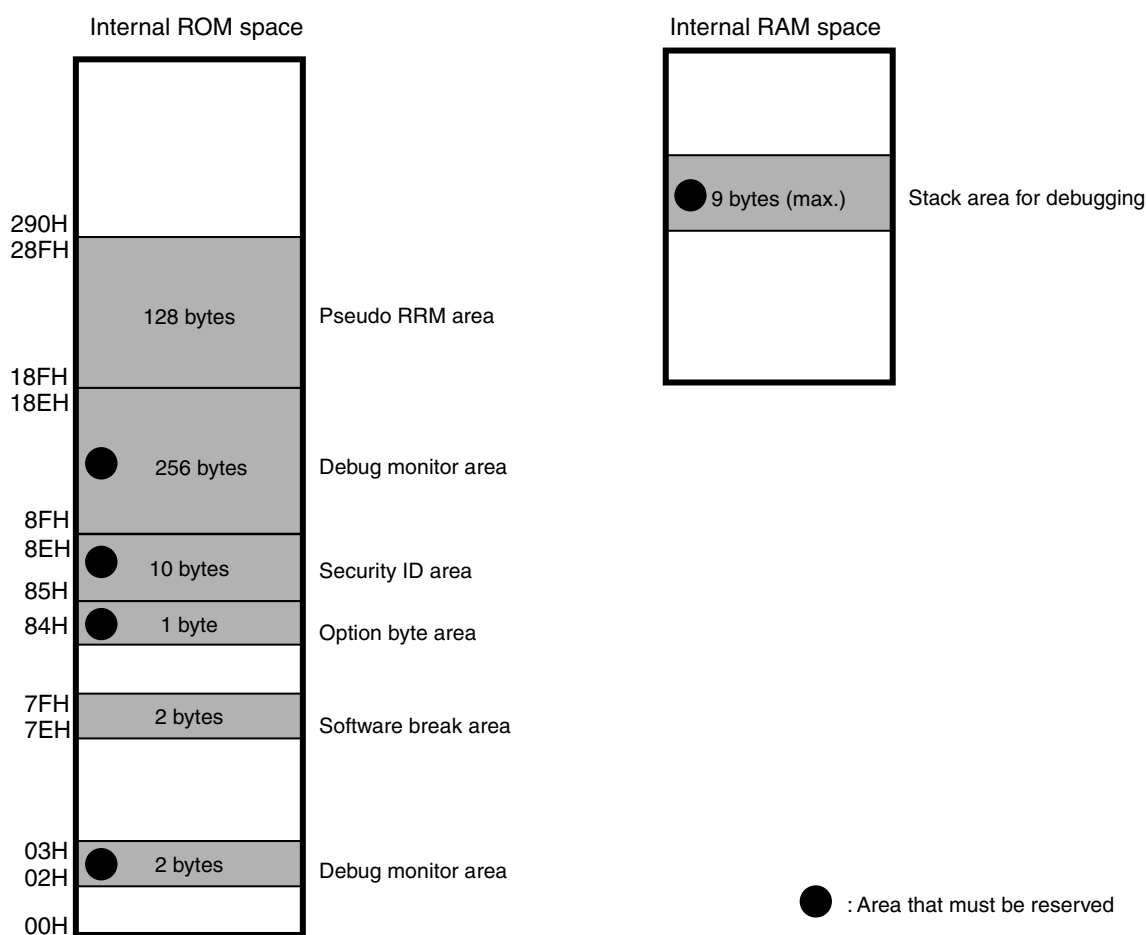 Internal ROM space
290H
28FH
128 bytes
Pseudo RRM area
18FH
18EH
256 bytes
Debug monitor area
8FH
8EH
10 bytes
Security ID area
85H
84H
1 byte
Option byte area
7FH
7EH
2 bytes
Software break area
03H
02H
2 bytes
Debug monitor area
00H
Internal RAM space
9 bytes (max.)
Stack area for debugging
: Area that must be reserved